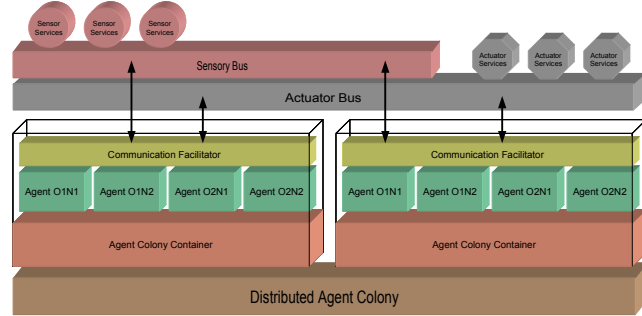 Sensor
Services
Sensor
Services
Sensor
Services
Sensory Bus
Actuator
Services
Actuator
Services
Actuator
Services
Actuator Bus
Communication Facilitator
Agent O1N1
Agent O1N2
Agent O2N1
Agent O2N2
Agent Colony Container
Communication Facilitator
Agent O1N1
Agent O1N2
Agent O2N1
Agent O2N2
Agent Colony Container
Distributed Agent Colony